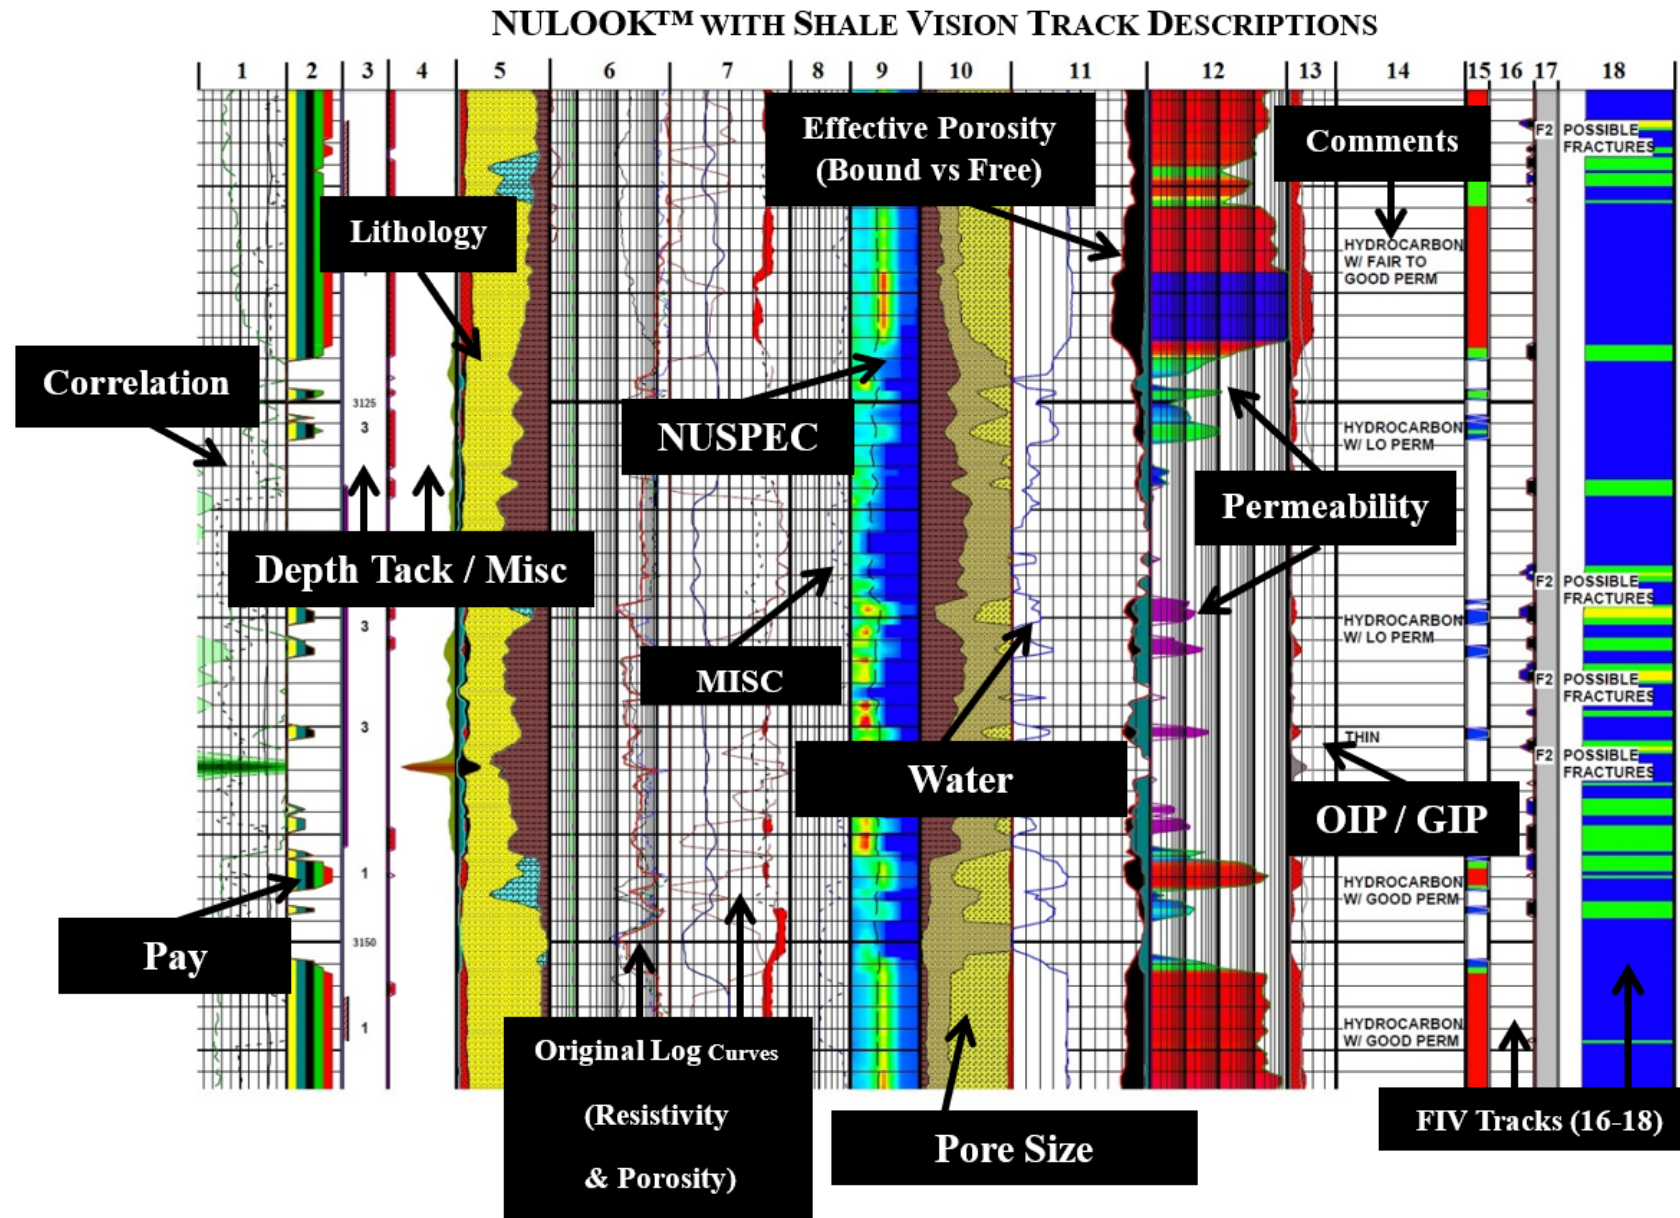 NULOOK™ WITH SHALE VISION TRACK DESCRIPTIONS
1 2 3 4 5 6 7 8 9 10 11 12 13 14 15 16 17 18
Effective Porosity
(Bound vs Free)
Comments
F2 POSSIBLE
FRACTURES
Lithology
HYDROCARBON
W/ FAIR TO
GOOD PERM
Correlation
3125
3
NUSPEC
HYDROCARBON
W/ LO PERM
Permeability
Depth Tack / Misc
F2 POSSIBLE
FRACTURES
3
HYDROCARBON
W/ LO PERM
MISC
F2 POSSIBLE
FRACTURES
3
THIN
Water
F2 POSSIBLE
FRACTURES
OIP / GIP
1
HYDROCARBON
W/ GOOD PERM
Pay
3150
1
HYDROCARBON
W/ GOOD PERM
Original Log Curves
(Resistivity
& Porosity)
Pore Size
FIV Tracks (16-18)